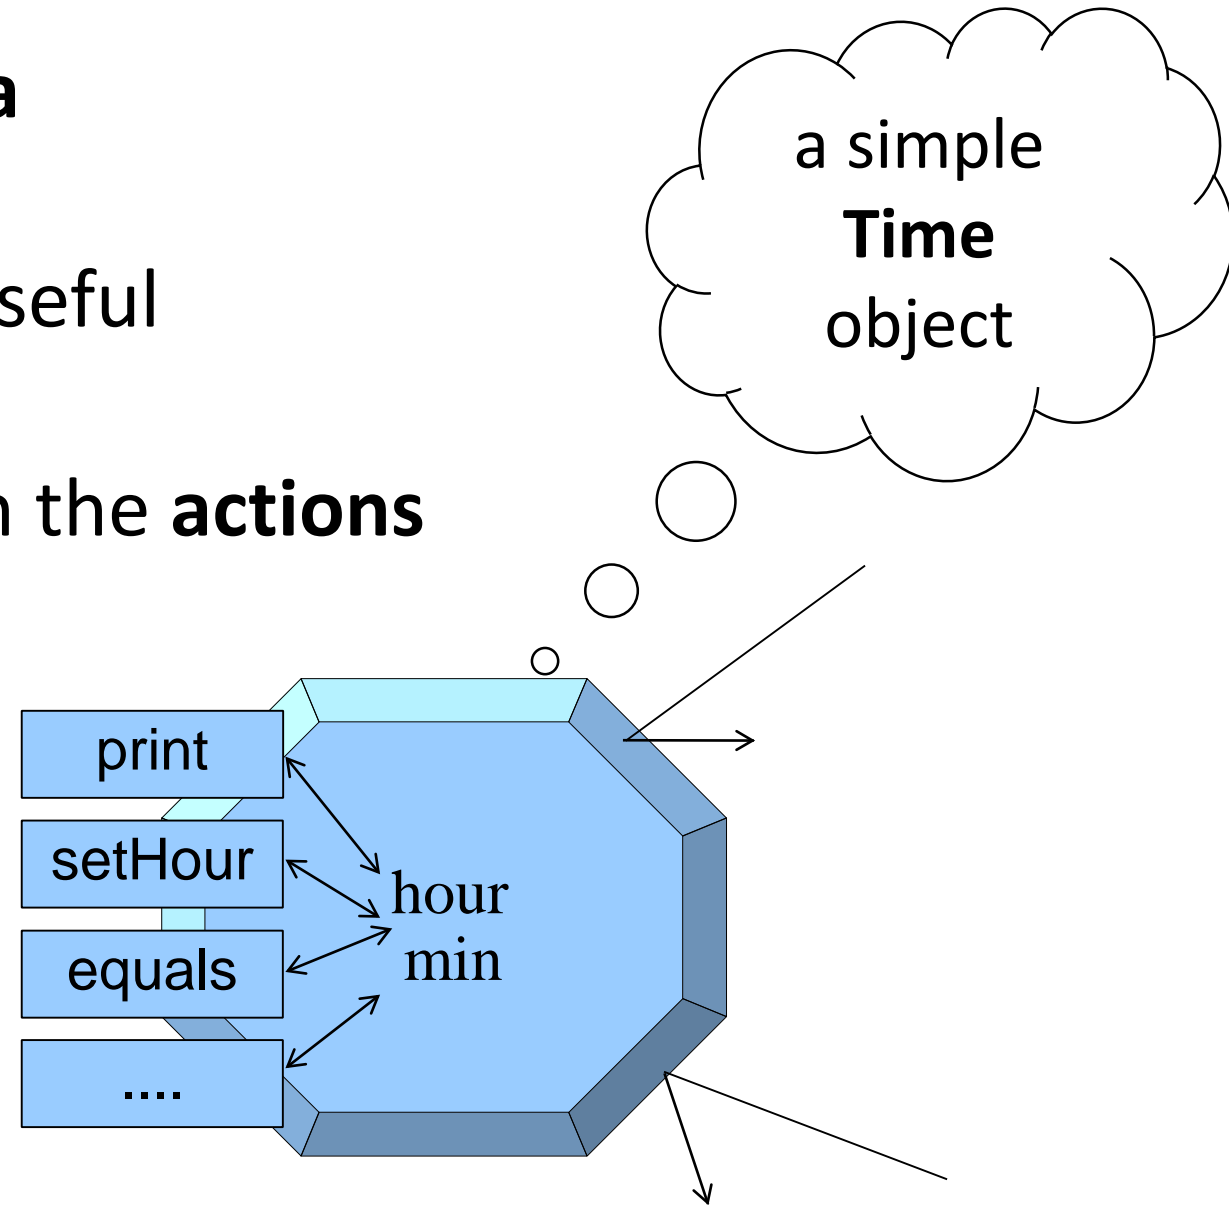 a
seful
n the actions
a simple
Time
object
print
setHour
equals
....
hour
min